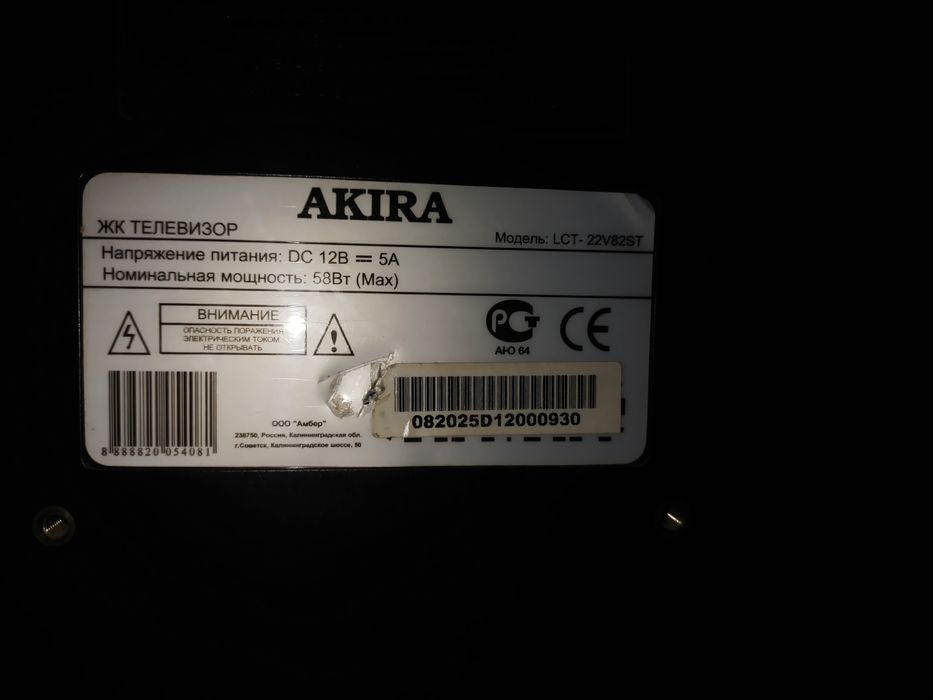 AKIRA
ЖК ТЕЛЕВИЗОР
Модель: LCT- 22V82ST
Напряжение питания: DC 12В = 5А
Номинальная мощность: 58Вт (Max)
ВНИМАНИЕ
ОПАСНОСТЬ ПОРАЖЕНИЯ
ЭЛЕКТРИЧЕСКИМ ТОКОМ
НЕ ОТКРЫВАТЬ
РСТ
АЮ 64
CE
8 888820 054081
ООО "Амбер"
238750, Россия, Калининградская обл.
г.Советск, Калининградское шоссе, 50
082025D12000930